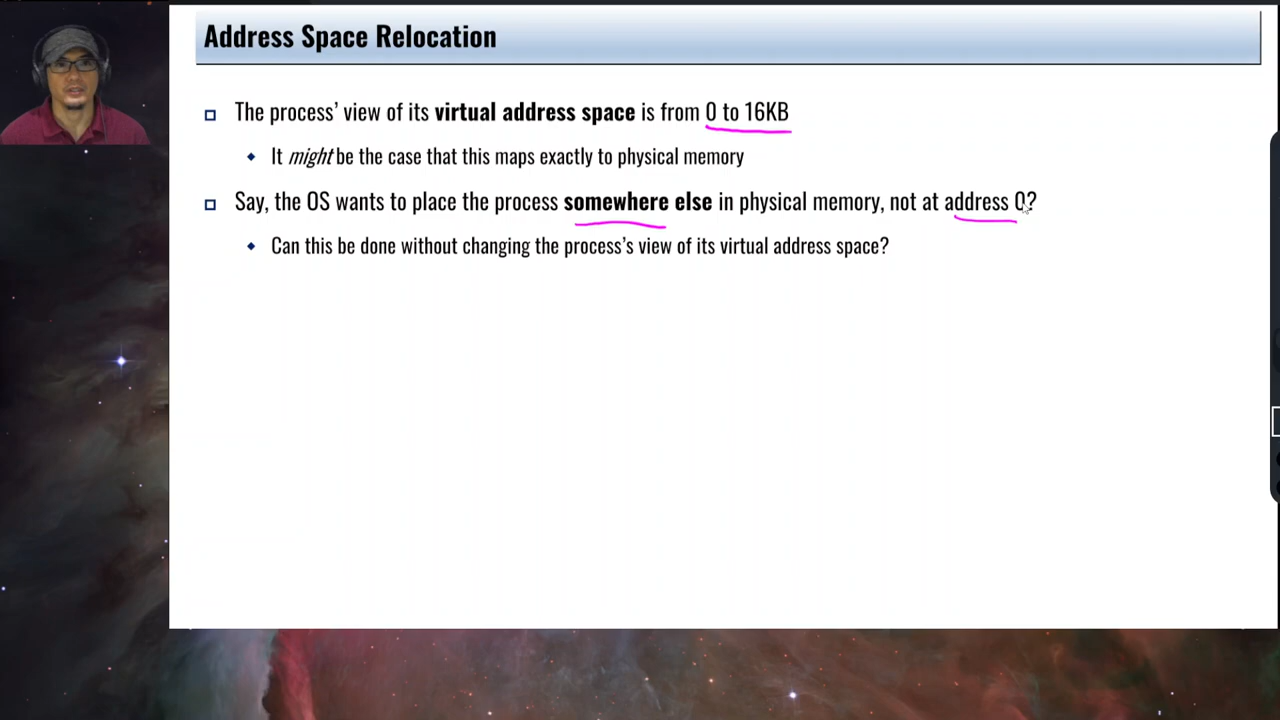 Address Space Relocation
The process’ view of its virtual address space is from 0 to 16KB
It might be the case that this maps exactly to physical memory
Say, the OS wants to place the process somewhere else in physical memory, not at address 0?
Can this be done without changing the process’s view of its virtual address space?